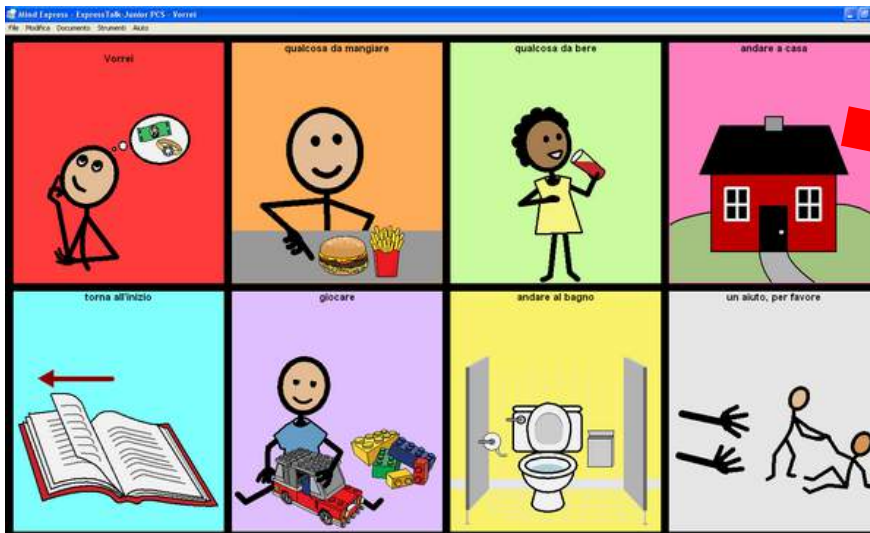 Mind Express - ExpressTalk-Junior PCS - Vorrei
File Modifica Documento Strumenti Aiuto
Vorrei
qualcosa da mangiare
qualcosa da bere
andare a casa
torna all'inizio
giocare
andare al bagno
un aiuto, per favore